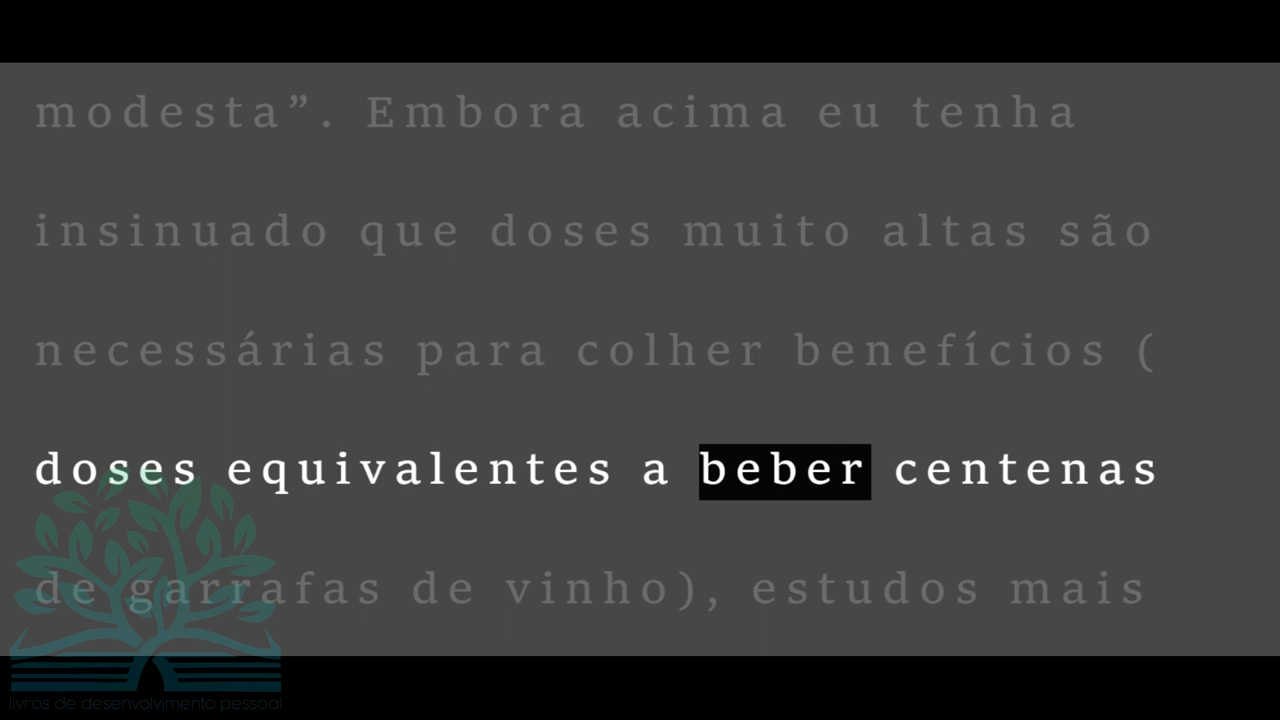 modesta”. Embora acima eu tenha
insinuado que doses muito altas são
necessárias para colher benefícios (
doses equivalentes a beber centenas
de garrafas de vinho), estudos mais
livros de desenvolvimento pessoal